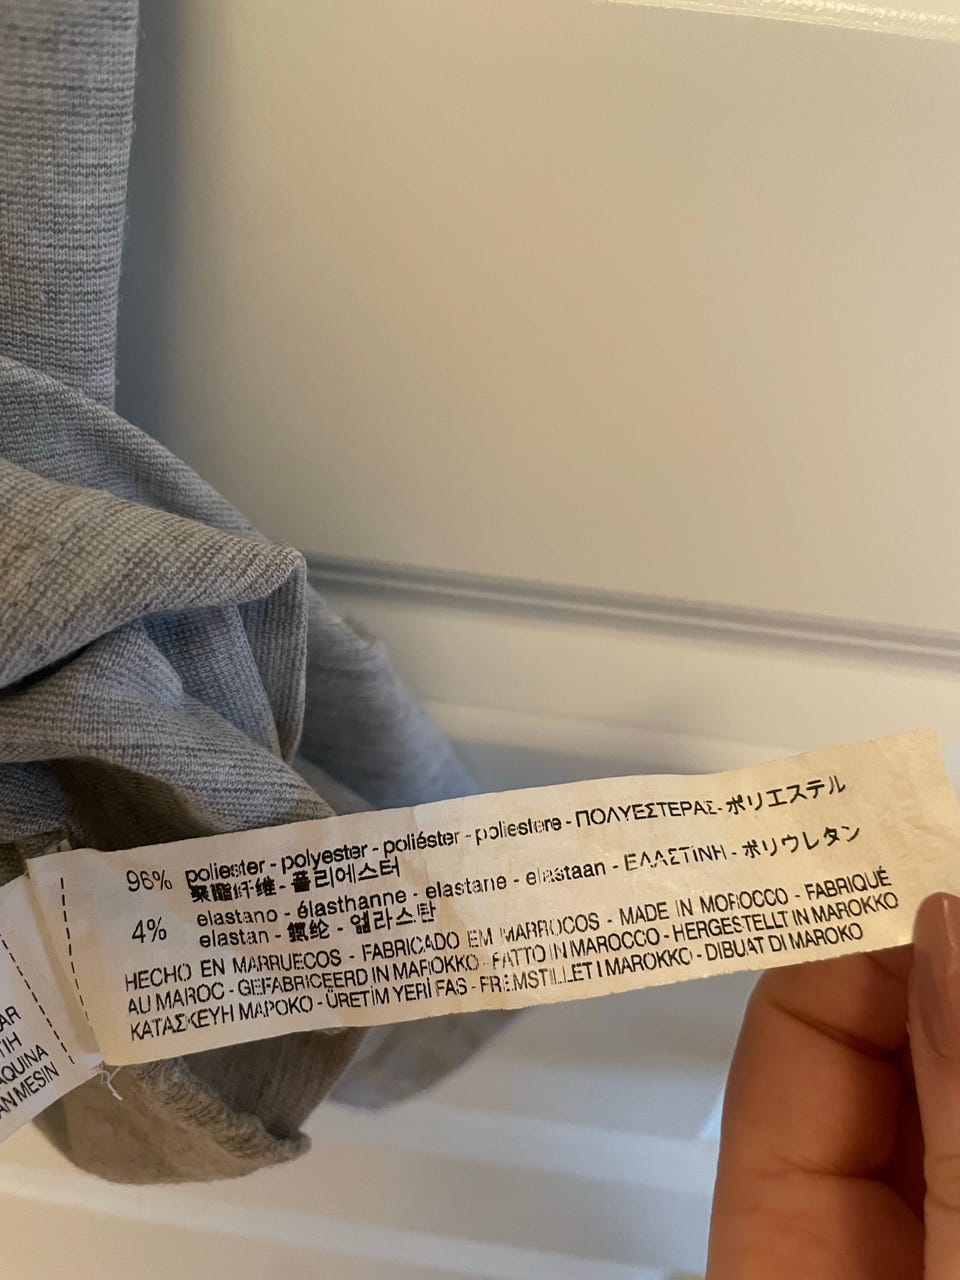 96% poliester - polyester - poliéster - poliestere - ΠΟΛΥΕΣΤΕΡΑΣ - ポリエステル
聚酯纤维 - 폴리에스터
4% elastano - élasthanne - elastane - elastaan - ΕΛΑΣΤΙΝΗ - ポリウレタン
elastan - 氨纶 - 엘라스탄
HECHO EN MARRUECOS - FABRICADO EM MARROCOS - MADE IN MOROCCO - FABRIQUÉ
AU MAROC - GEFABRICEERD IN MAROKKO - FATTO IN MAROCCO - HERGESTELLT IN MAROKKO
ΚΑΤΑΣΚΕΥΗ ΜΑΡΟΚΟ - ÜRETİM YERİ FAS - FREMSTILLET I MAROKKO - DIBUAT DI MAROKO
AN MESIN